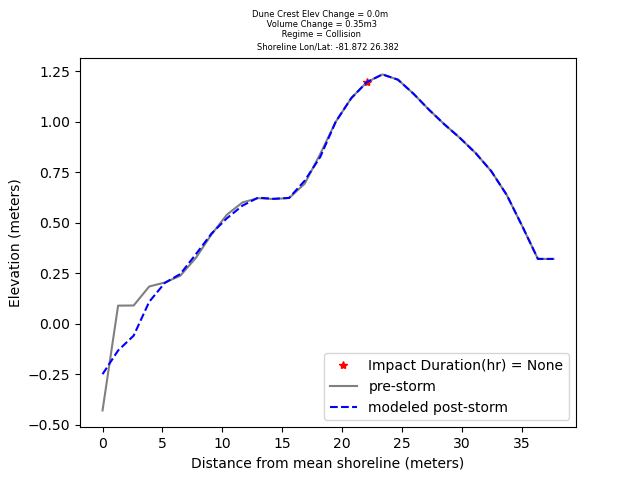 Dune Crest Elev Change = 0.0m
Volume Change = 0.35m3
Regime = Collision
Shoreline Lon/Lat: -81.872 26.382
1.25
1.00
0.75
0.50
0.25
0.00
−0.25
−0.50
Elevation (meters)
Impact Duration(hr) = None
pre-storm
modeled post-storm
0 5 10 15 20 25 30 35
Distance from mean shoreline (meters)